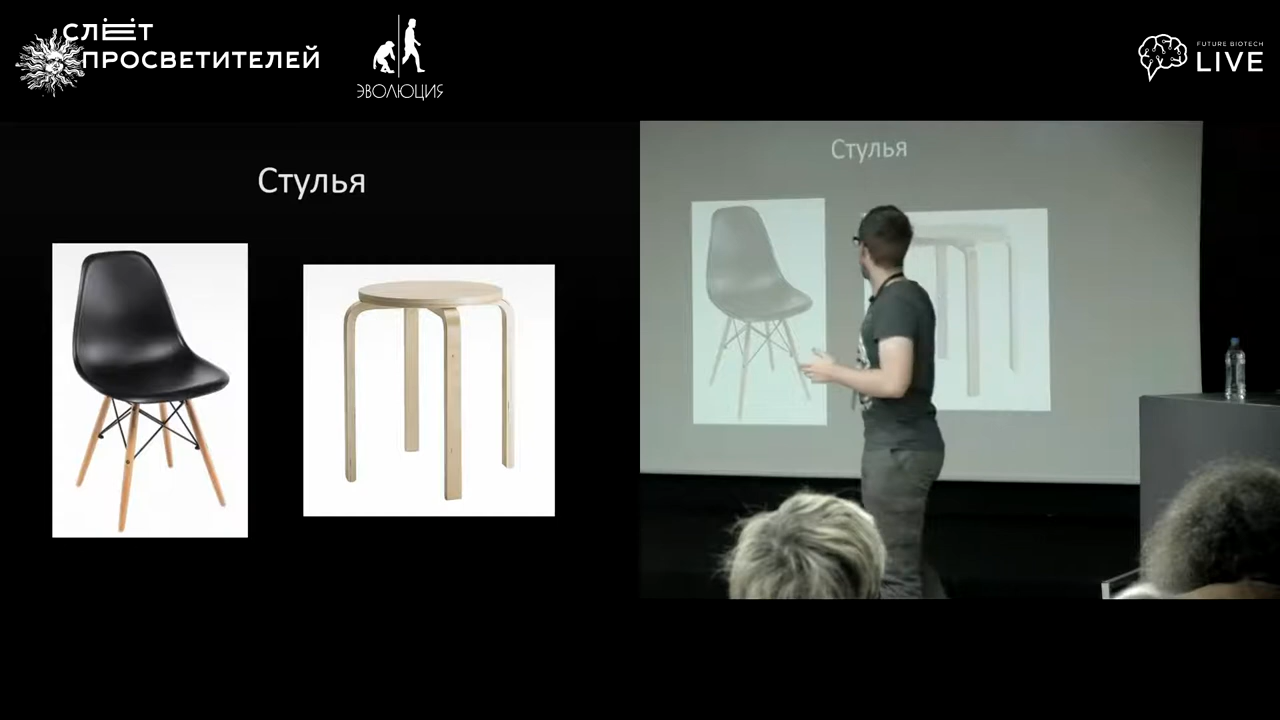 СЛЁТ
ПРОСВЕТИТЕЛЕЙ
ЭВОЛЮЦИЯ
FUTURE BIOTECH
LIVE
Стулья
Стулья